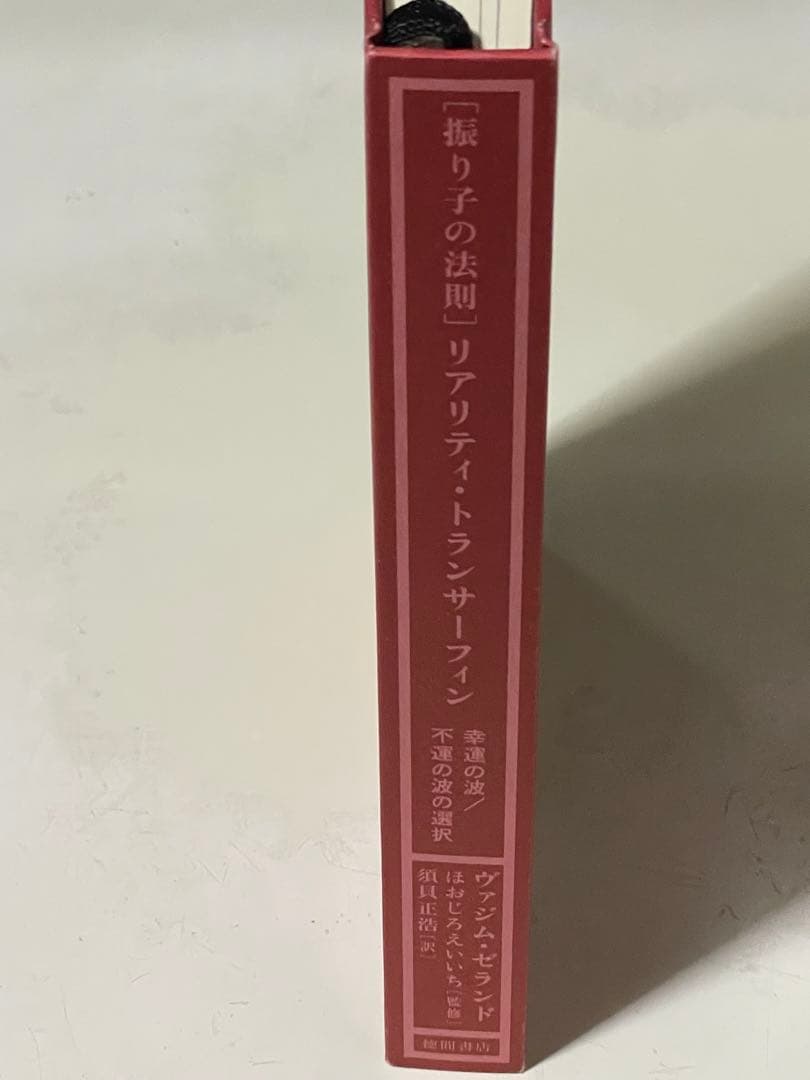 [振り子の法則]リアリティ・トランサーフィン
幸運の波/
不運の波の選択
ヴァジム・ゼランド
ほおじろえいいち[監修]
須貝正浩[訳]
徳間書店